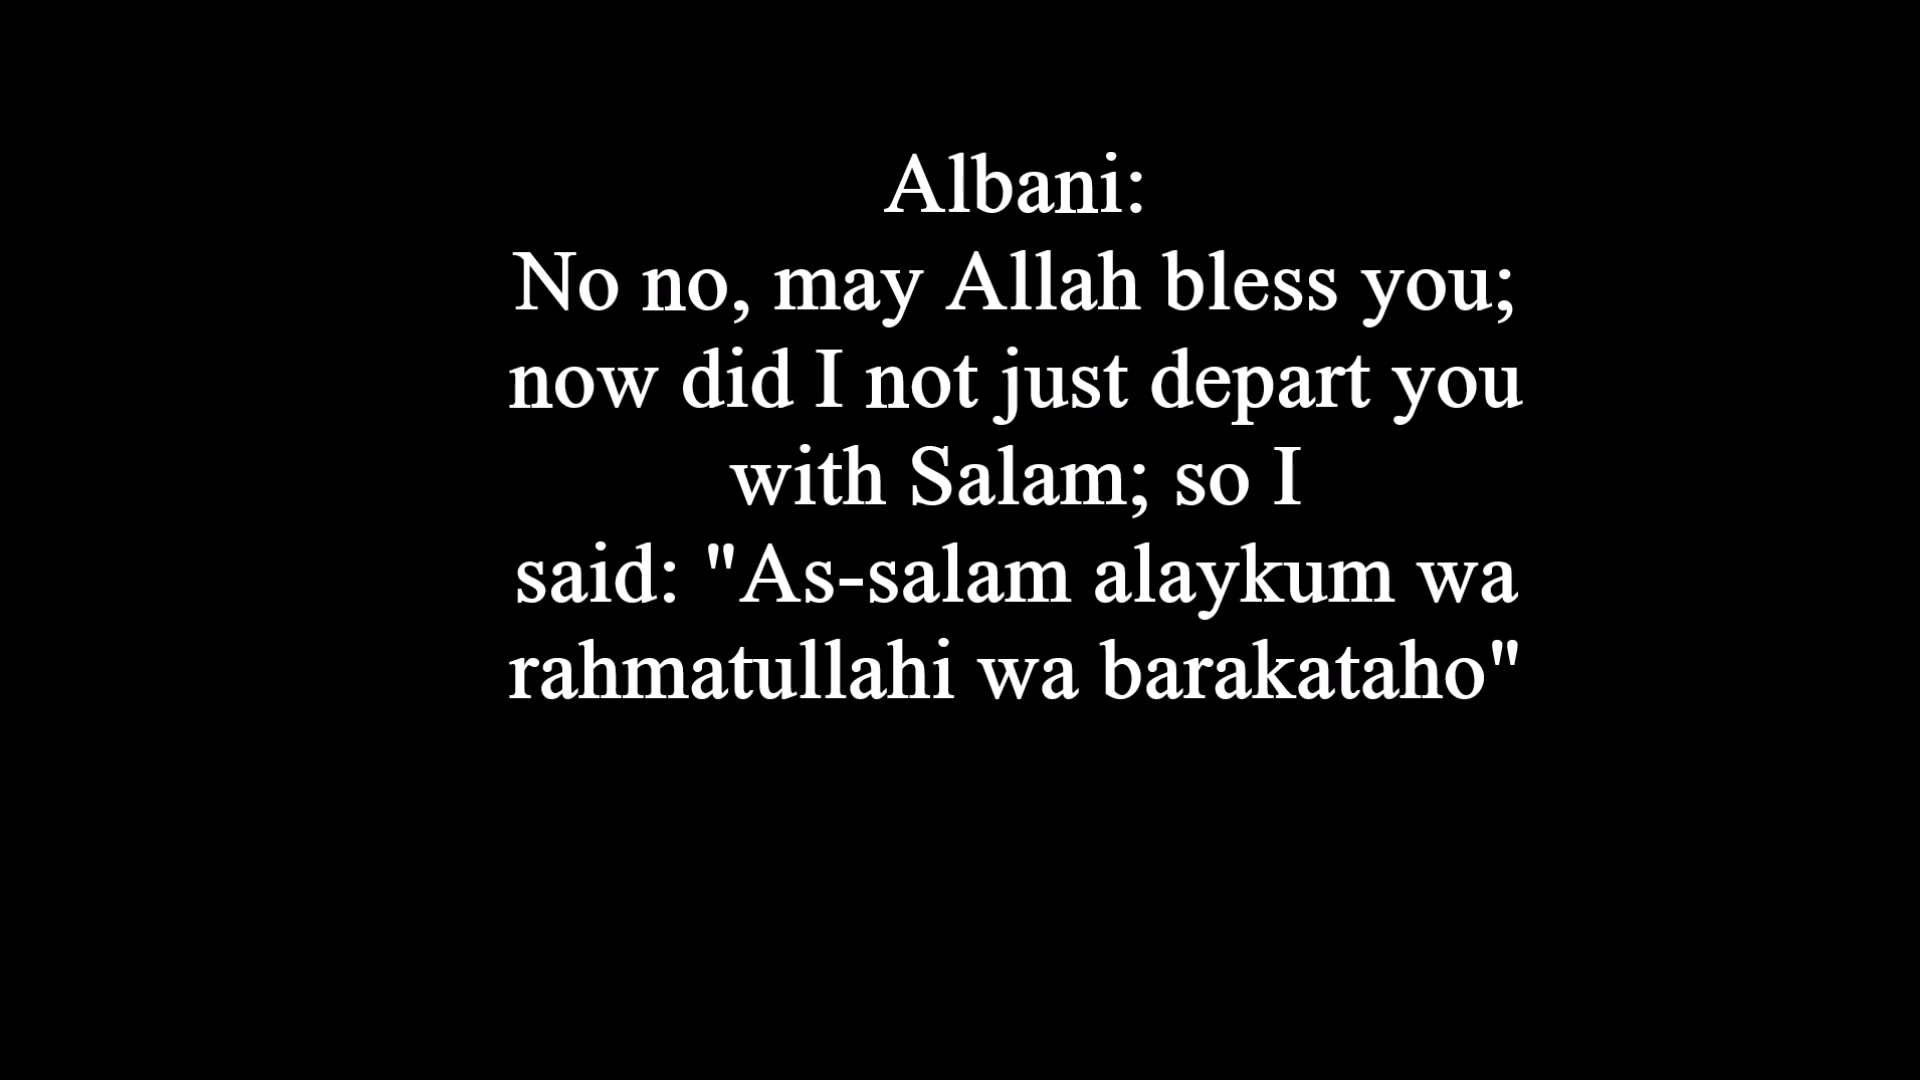 Albani:
No no, may Allah bless you;
now did I not just depart you
with Salam; so I
said: "As-salam alaykum wa
rahmatullahi wa barakataho"